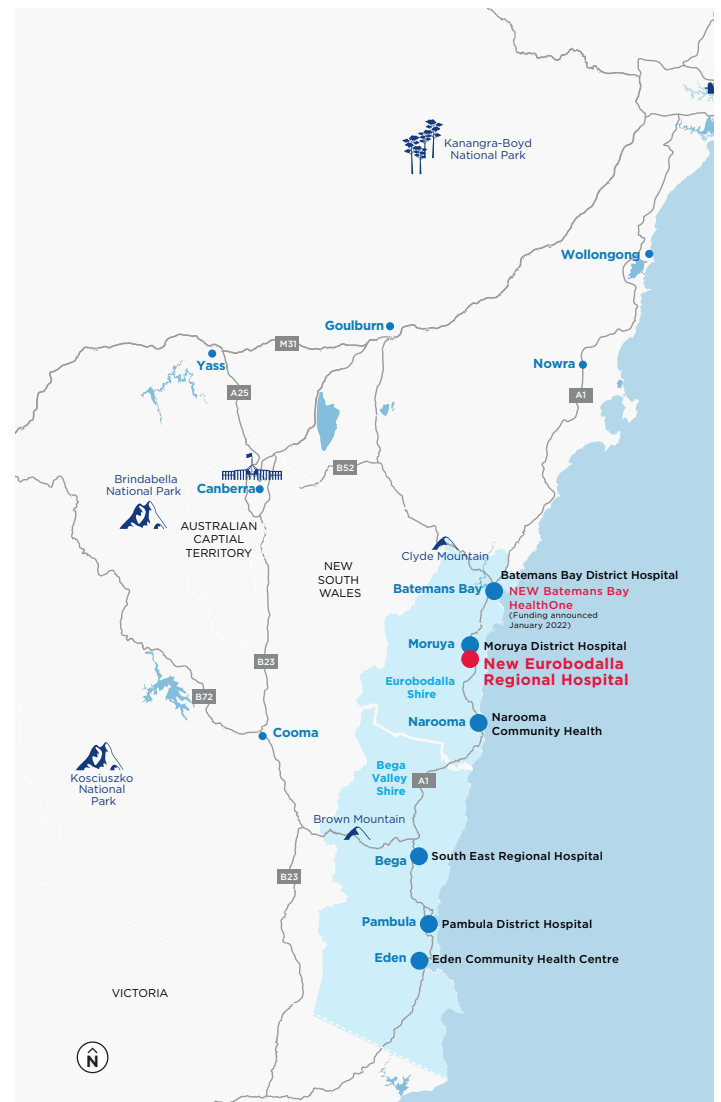 Kanangra-Boyd
National Park
Wollongong
Goulburn
M31
Yass
Nowra
A25
A1
B52
Brindabella
National Park
Canberra
AUSTRALIAN
CAPTIAL
TERRITORY
Clyde Mountain
NEW
SOUTH
WALES
Batemans Bay District Hospital
Batemans Bay
NEW Batemans Bay
HealthOne
(Funding announced
January 2022)
Moruya
Moruya District Hospital
New Eurobodalla
Regional Hospital
B23
Eurobodalla
Shire
B72
Narooma
Narooma
Community Health
Cooma
Bega
Valley
Shire
A1
Kosciuszko
National
Park
Brown Mountain
Bega
South East Regional Hospital
B23
Pambula
Pambula District Hospital
Eden
Eden Community Health Centre
VICTORIA
N